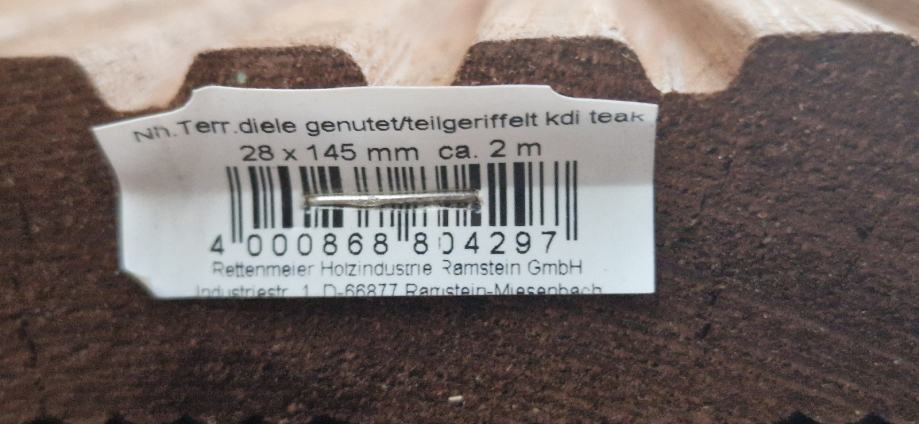 Nh.Terr.diele genutet/teilgeriffelt kdi teak
28 x 145 mm ca. 2 m
4 000868 804297
Rettenmeier Holzindustrie Ramstein GmbH
Industriestr. 1 D-66877 Ramstein-Miesenbach